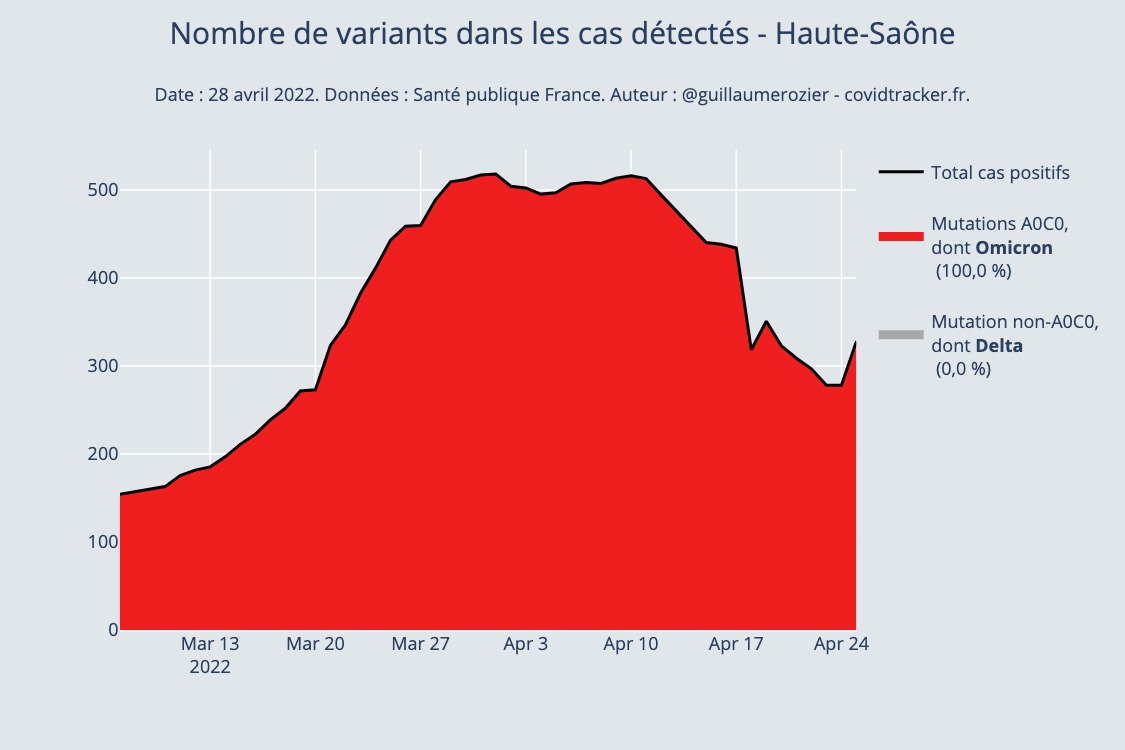 Nombre de variants dans les cas détectés - Haute-Saône
Date : 28 avril 2022. Données : Santé publique France. Auteur : @guillaumerozier - covidtracker.fr.
Total cas positifs
Mutations A0C0,
dont Omicron
(100,0 %)
Mutation non-A0C0,
dont Delta
(0,0 %)
500
400
300
200
100
0
Mar 13
2022
Mar 20
Mar 27
Apr 3
Apr 10
Apr 17
Apr 24